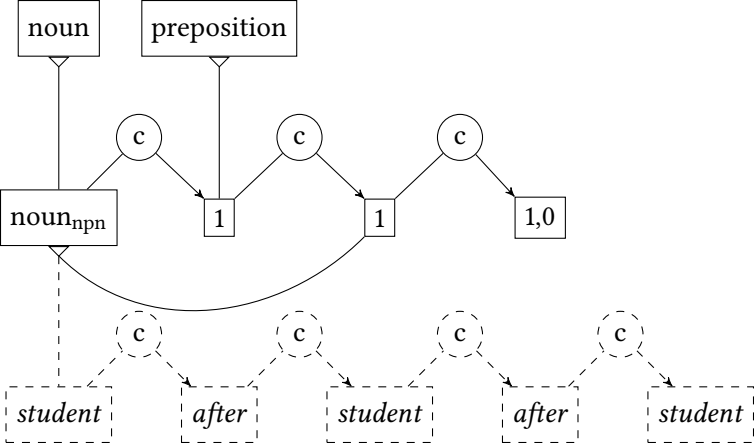 noun preposition
c c c
noun_npn 1 1 1,0
c c c c
student after student after student